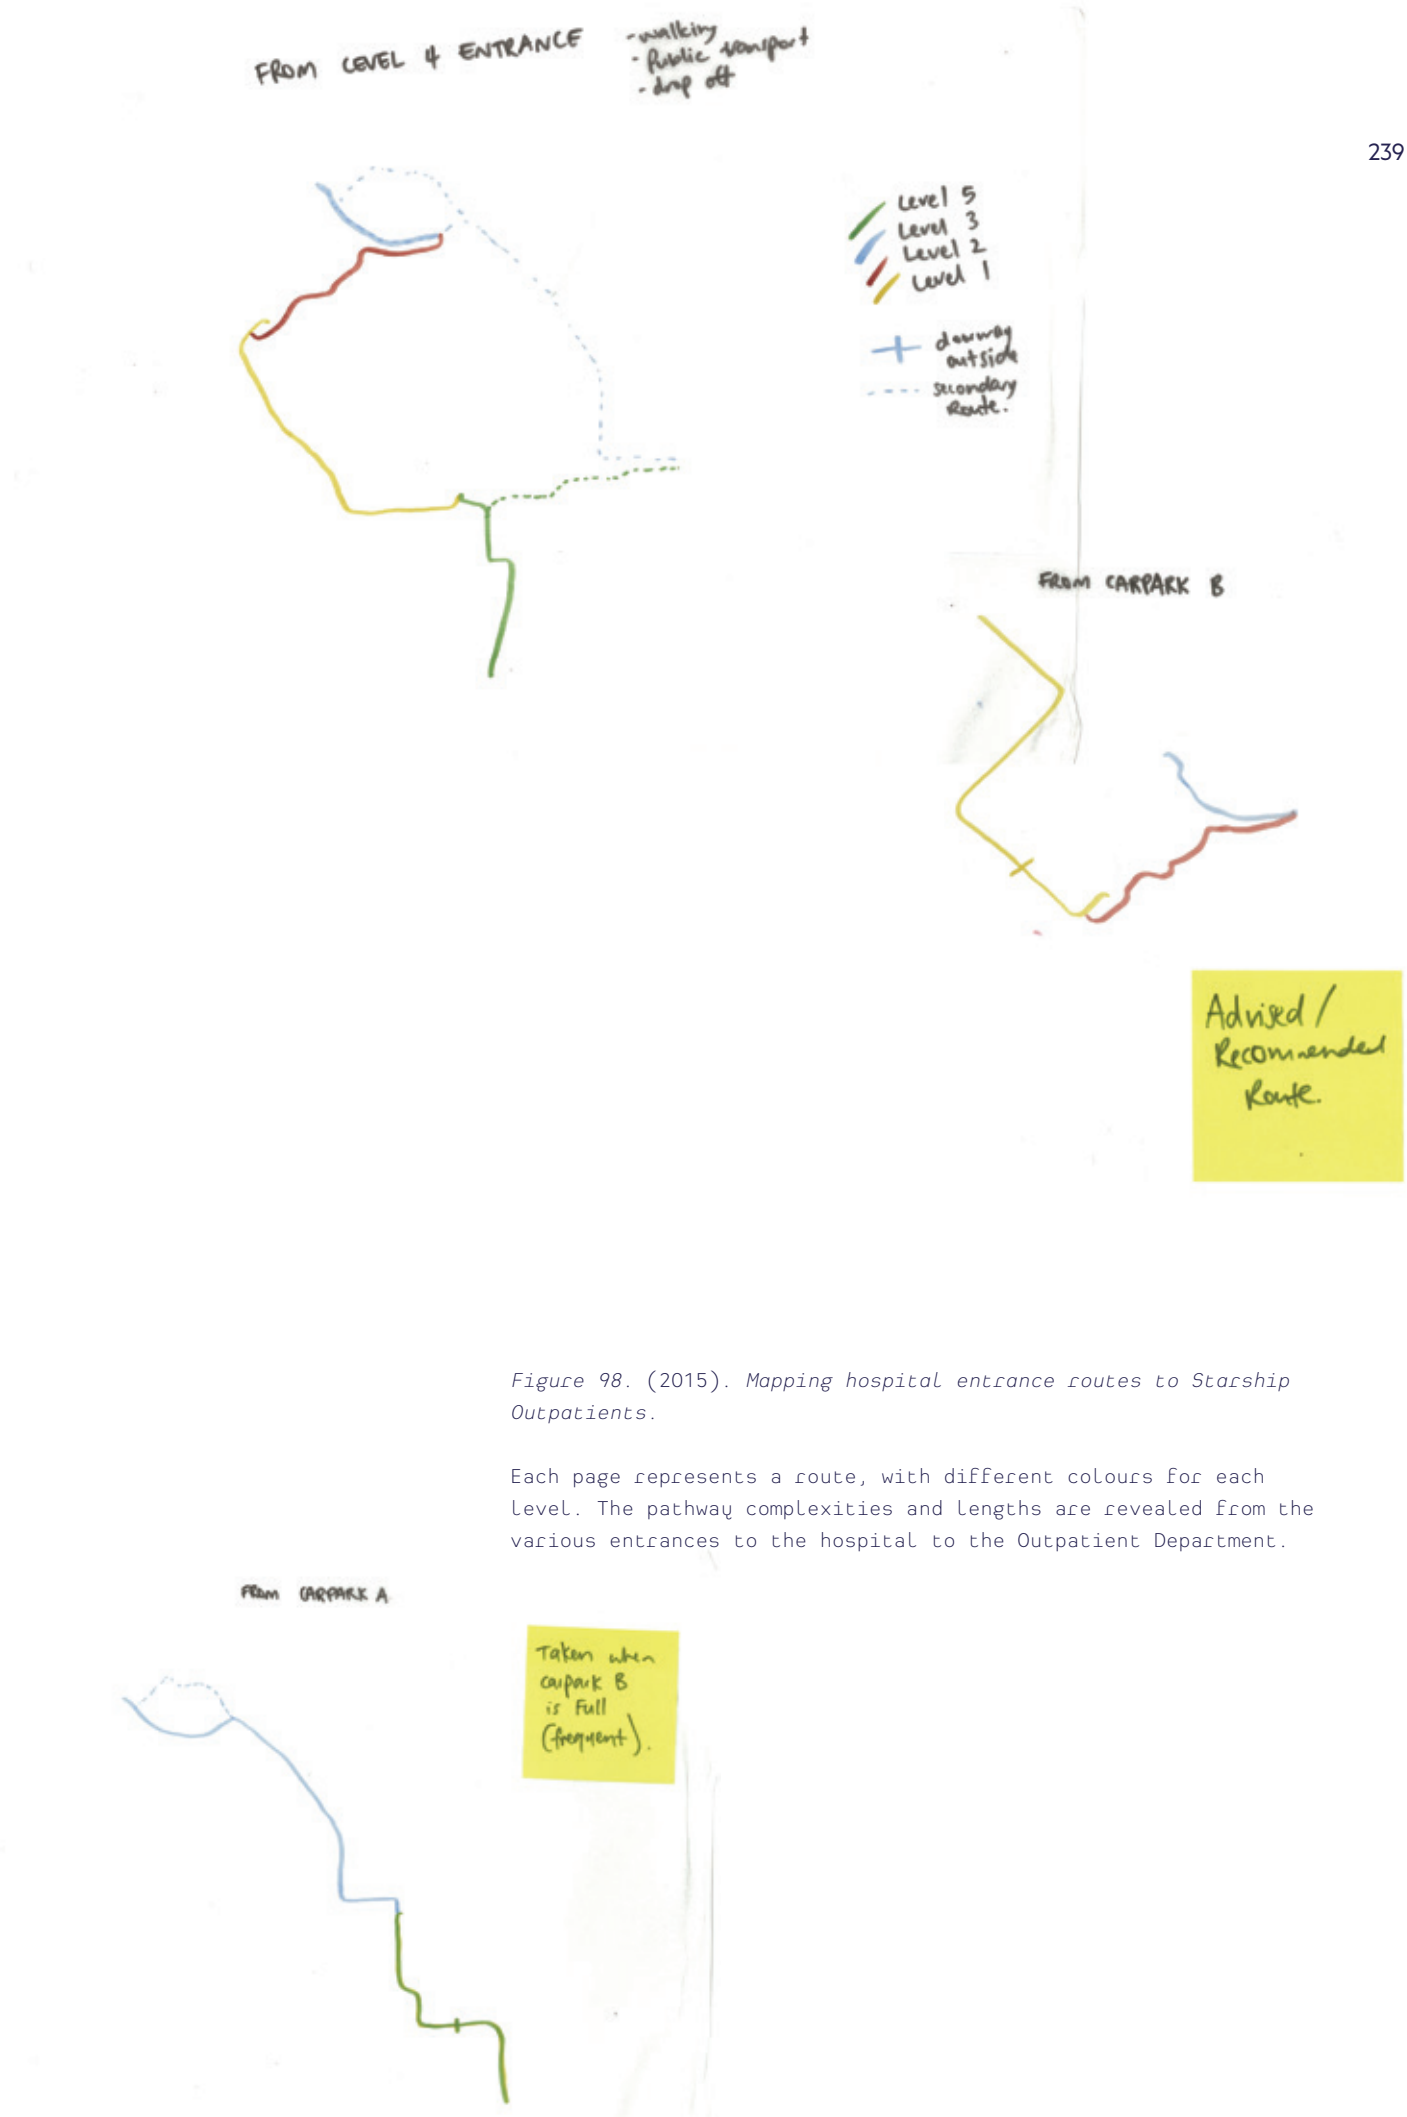 FROM LEVEL 4 ENTRANCE
- walking
- Public transport
- drop off
239
Level 5
Level 3
Level 2
Level 1
doorway
outside
secondary
Route.
FROM CARPARK B
Advised /
Recommended
Route.
Figure 98. (2015). Mapping hospital entrance routes to Starship
Outpatients.
Each page represents a route, with different colours for each
level. The pathway complexities and lengths are revealed from the
various entrances to the hospital to the Outpatient Department.
FROM CARPARK A
Taken when
carpark B
is Full
(frequent).